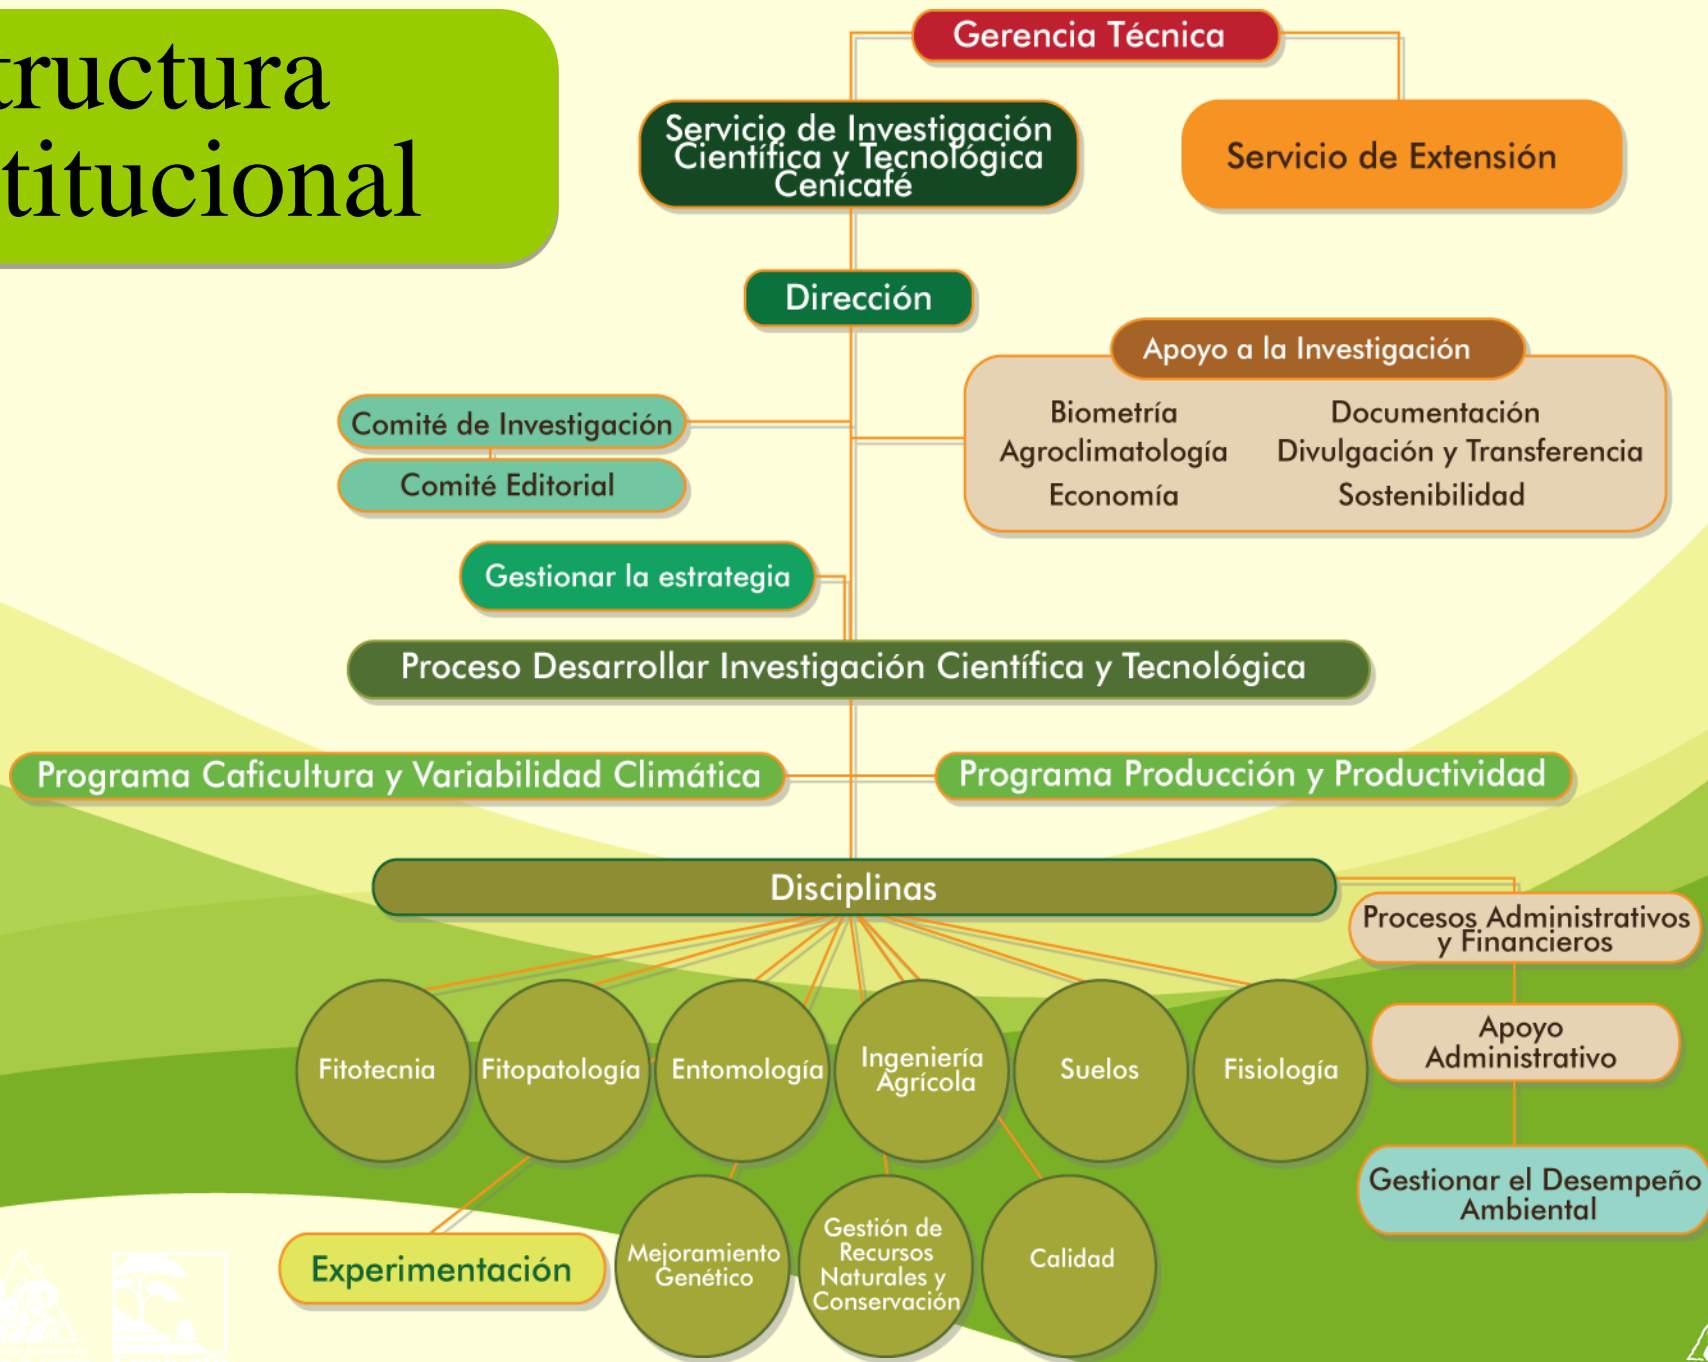 tructura
titucional
Gerencia Técnica
Servicio de Investigación
Científica y Tecnológica
Cenicafé
Servicio de Extensión
Dirección
Apoyo a la Investigación
Biometría
Documentación
Agroclimatología
Divulgación y Transferencia
Economía
Sostenibilidad
Comité de Investigación
Comité Editorial
Gestionar la estrategia
Proceso Desarrollar Investigación Científica y Tecnológica
Programa Caficultura y Variabilidad Climática
Programa Producción y Productividad
Disciplinas
Procesos Administrativos
y Financieros
Apoyo
Administrativo
Gestionar el Desempeño
Ambiental
Fitotecnia
Fitopatología
Entomología
Ingeniería
Agrícola
Suelos
Fisiología
Experimentación
Mejoramiento
Genético
Gestión de
Recursos
Naturales y
Conservación
Calidad